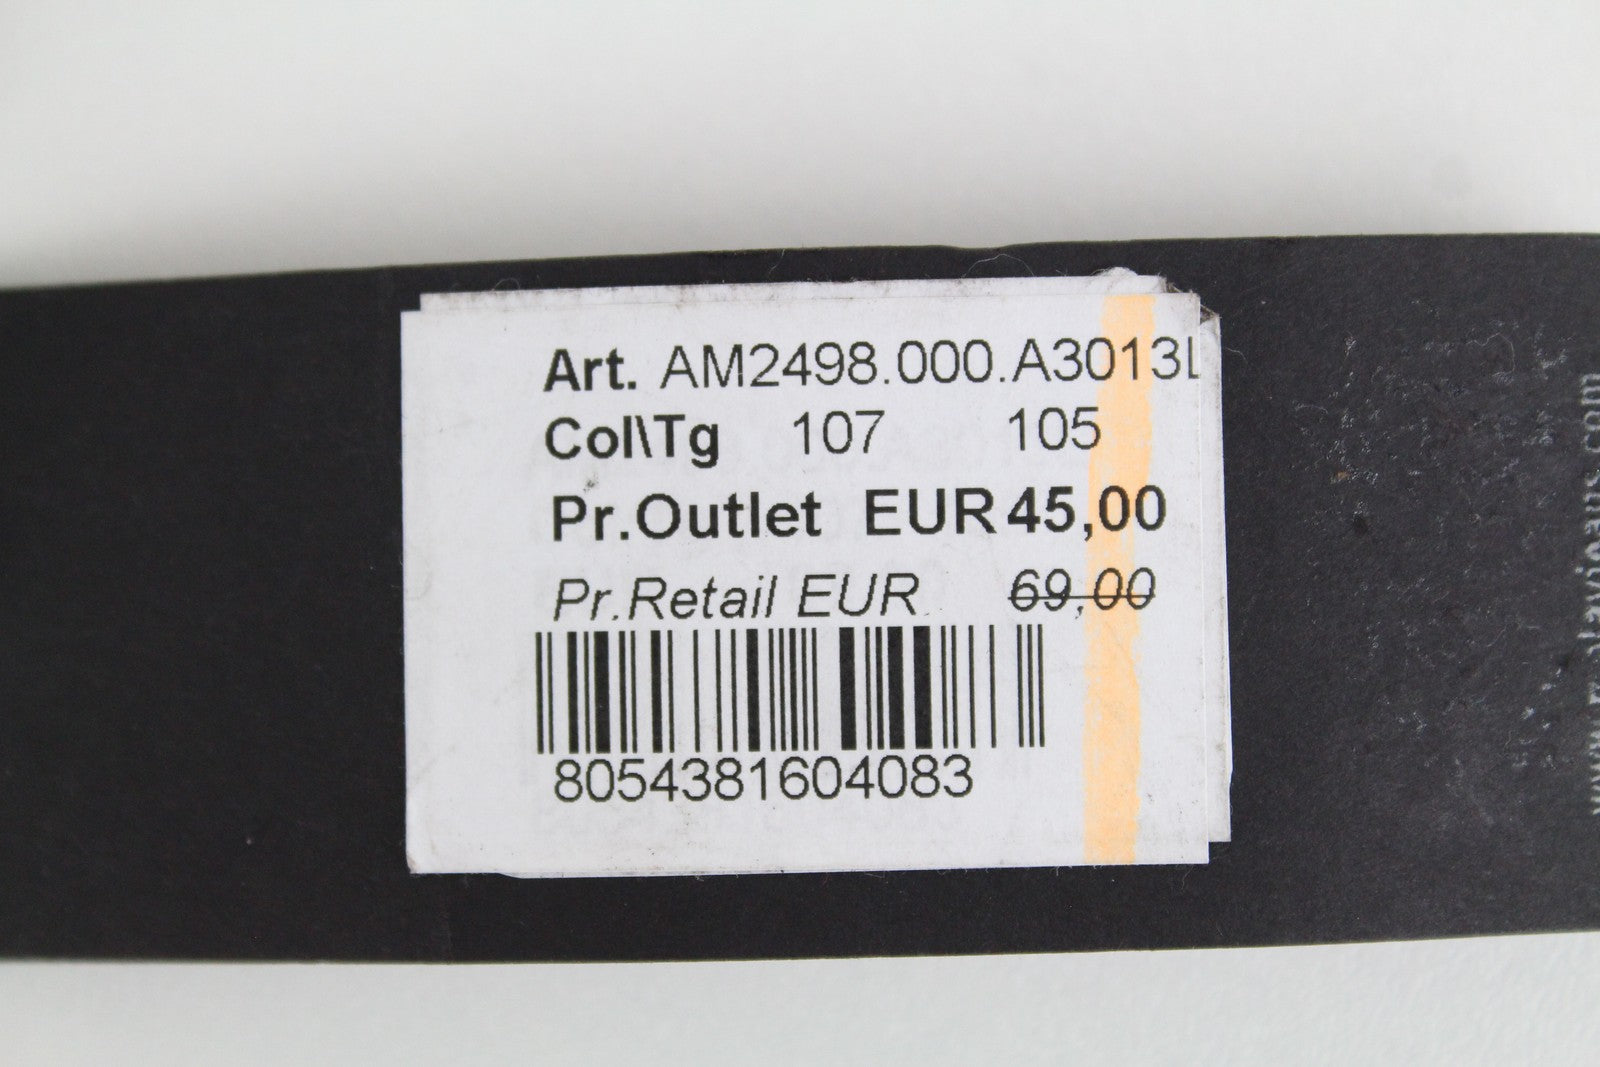 Art. AM2498.000.A3013L
Col\Tg 107 105
Pr.Outlet EUR 45,00
Pr.Retail EUR 69,00
8054381604083